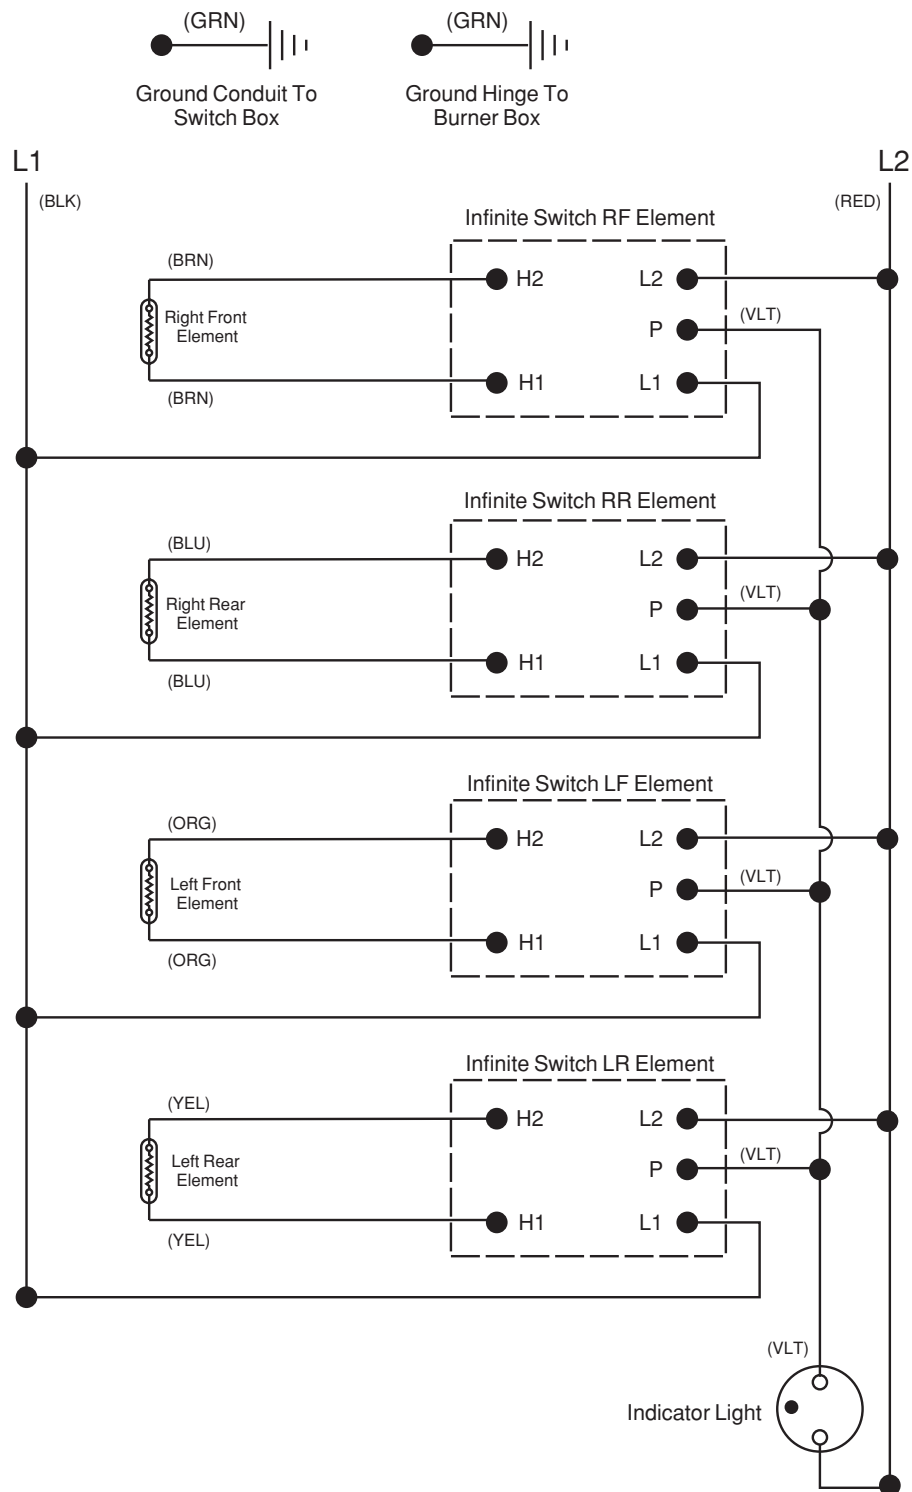 (GRN)
(GRN)
Ground Conduit To
Switch Box
Ground Hinge To
Burner Box
L1
L2
(BLK)
(RED)
Infinite Switch RF Element
(BRN)
H2
L2
Right Front
Element
(VLT)
P
H1
L1
(BRN)
Infinite Switch RR Element
(BLU)
H2
L2
Right Rear
Element
(VLT)
P
H1
L1
(BLU)
Infinite Switch LF Element
(ORG)
H2
L2
Left Front
Element
(VLT)
P
H1
L1
(ORG)
Infinite Switch LR Element
(YEL)
H2
L2
Left Rear
Element
(VLT)
P
H1
L1
(YEL)
(VLT)
Indicator Light